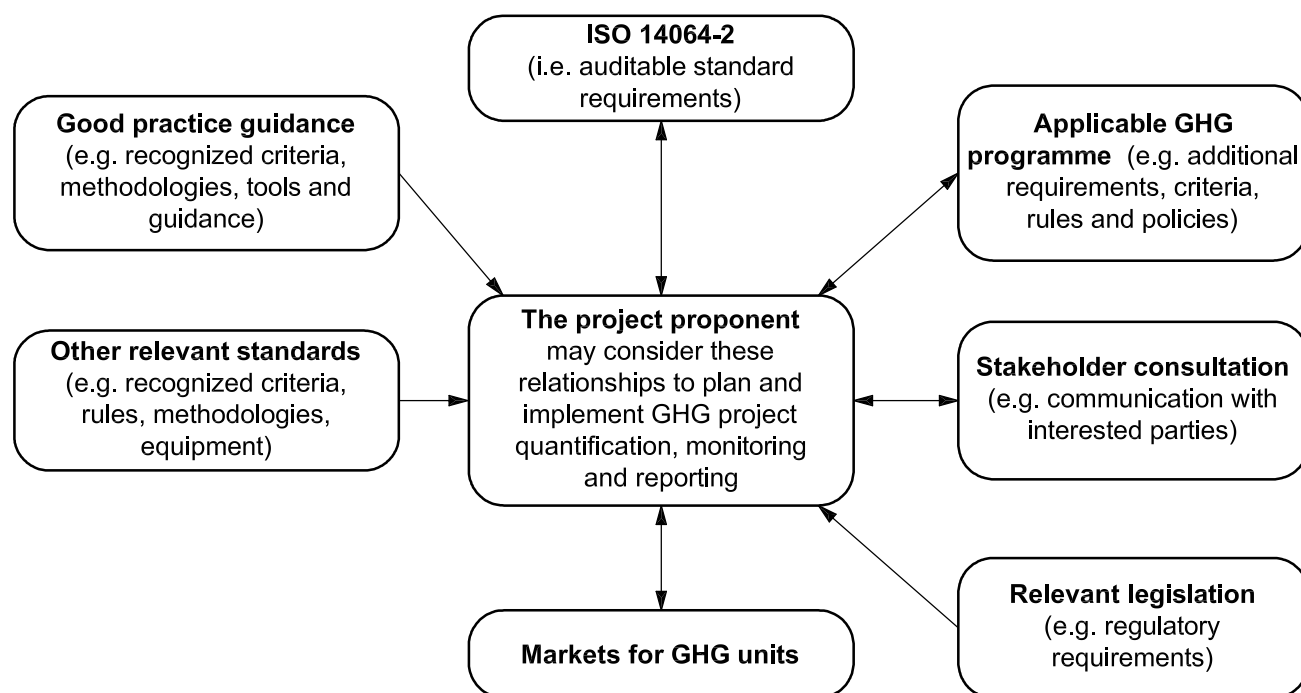 ISO 14064-2
(i.e. auditable standard
requirements)
Good practice guidance
(e.g. recognized criteria,
methodologies, tools and
guidance)
Applicable GHG
programme (e.g. additional
requirements, criteria,
rules and policies)
Other relevant standards
(e.g. recognized criteria,
rules, methodologies,
equipment)
The project proponent
may consider these
relationships to plan and
implement GHG project
quantification, monitoring
and reporting
Stakeholder consultation
(e.g. communication with
interested parties)
Markets for GHG units
Relevant legislation
(e.g. regulatory
requirements)